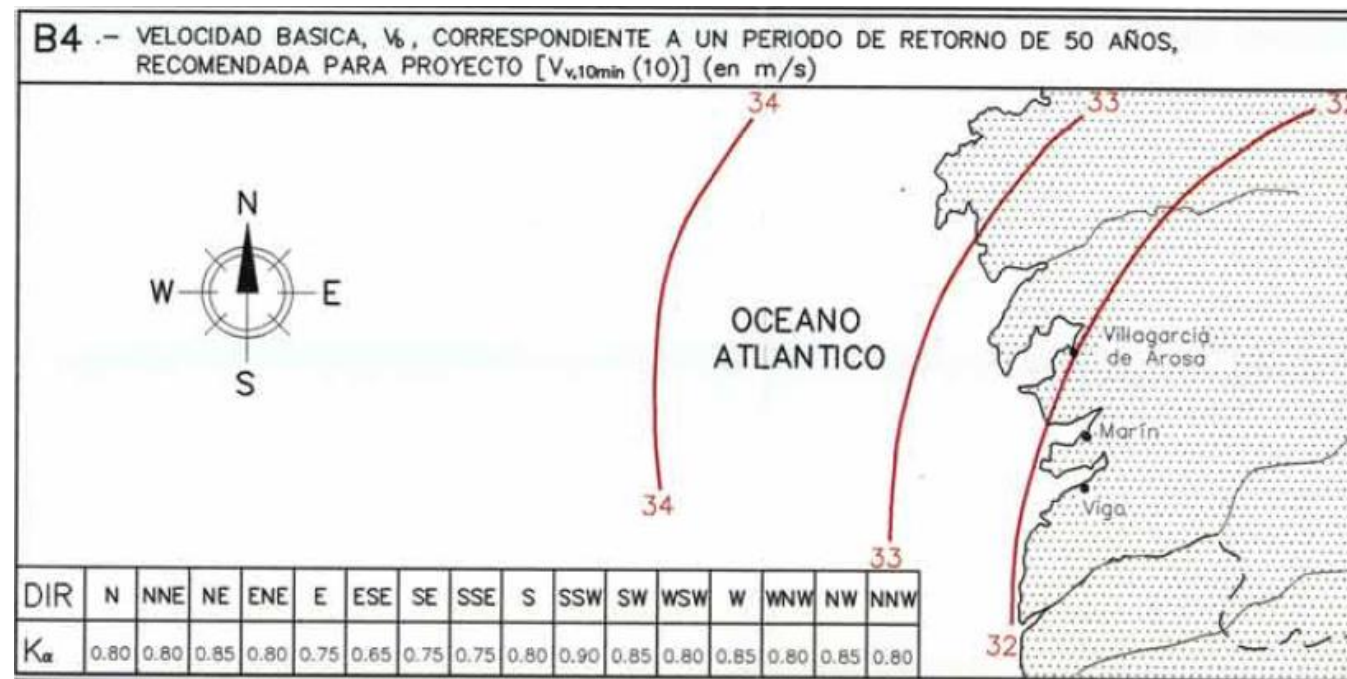 B4 .- VELOCIDAD BASICA, Vb, CORRESPONDIENTE A UN PERIODO DE RETORNO DE 50 AÑOS,
RECOMENDADA PARA PROYECTO [Vv,10min (10)] (en m/s)
34 33 32
N
W E
S
OCEANO
ATLANTICO
Villagarcía
de Arosa
Marín
Vigo
34
33
32
DIR N NNE NE ENE E ESE SE SSE S SSW SW WSW W WNW NW NNW
Kα 0.80 0.80 0.85 0.80 0.75 0.65 0.75 0.75 0.80 0.90 0.85 0.80 0.85 0.80 0.85 0.80